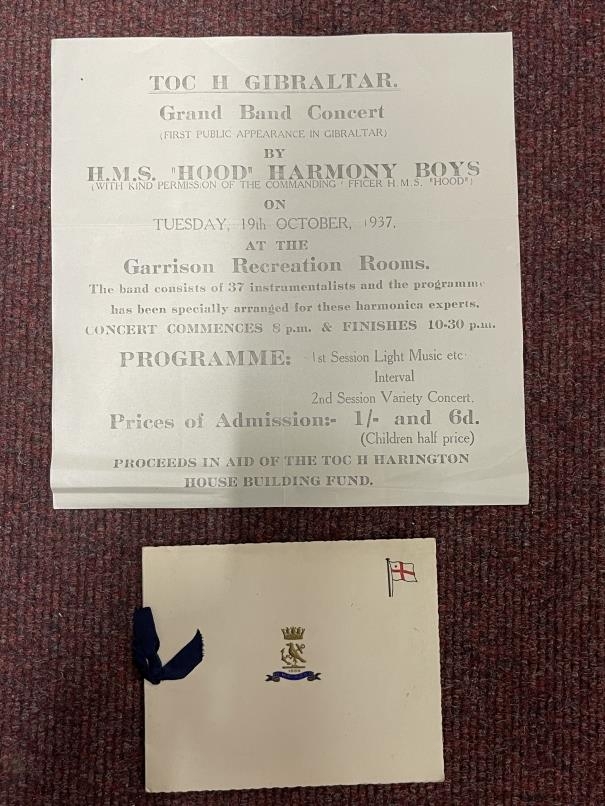 TOC H GIBRALTAR.
Grand Band Concert
(FIRST PUBLIC APPEARANCE IN GIBRALTAR)
BY
H.M.S. "HOOD" HARMONY BOYS
(WITH KIND PERMISSION OF THE COMMANDING FFICER H.M.S. "HOOD")
ON
TUESDAY, 19th OCTOBER, 1937.
AT THE
Garrison Recreation Rooms.
The band consists of 37 instrumentalists and the programme
has been specially arranged for these harmonica experts.
CONCERT COMMENCES 8 p.m. & FINISHES 10-30 p.m.
PROGRAMME: 1st Session Light Music etc.
Interval
2nd Session Variety Concert.
Prices of Admission:- 1/- and 6d.
(Children half price)
PROCEEDS IN AID OF THE TOC H HARINGTON
HOUSE BUILDING FUND.